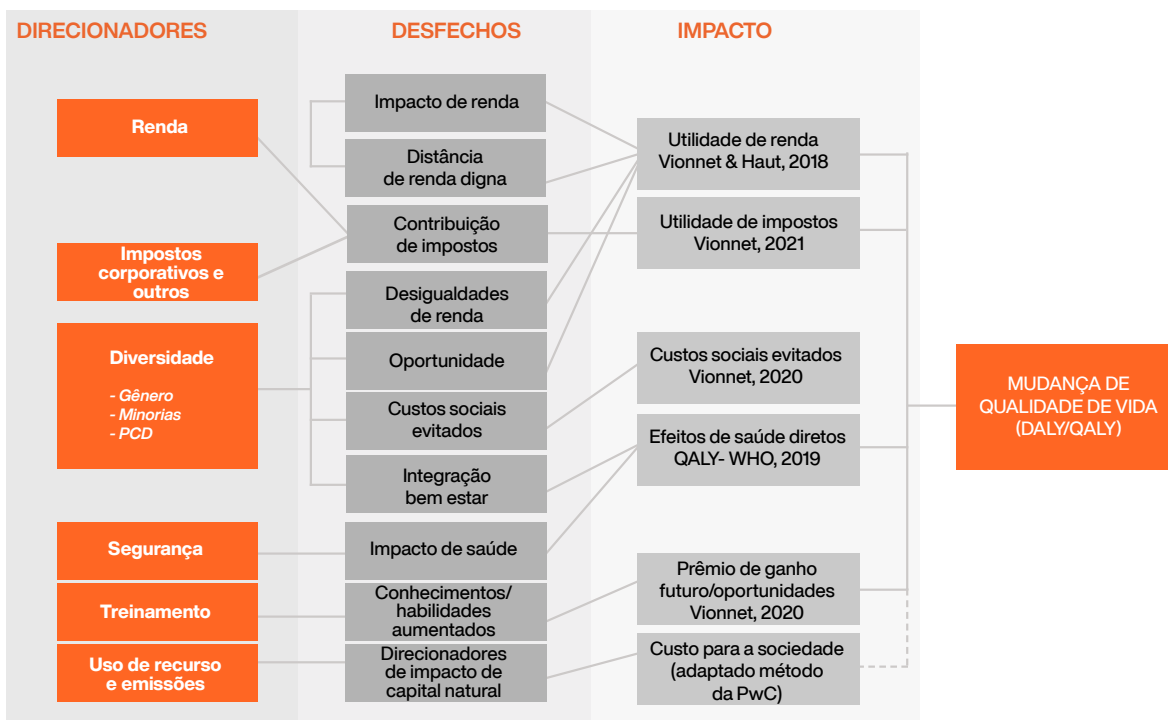 DIRECIONADORES
DESFECHOS
IMPACTO
Renda
Impostos
corporativos e
outros
Diversidade
- Gênero
- Minorias
- PCD
Segurança
Treinamento
Uso de recurso
e emissões
Impacto de renda
Distância
de renda digna
Contribuição
de impostos
Desigualdades
de renda
Oportunidade
Custos sociais
evitados
Integração
bem estar
Impacto de saúde
Conhecimentos/
habilidades
aumentados
Direcionadores
de impacto de
capital natural
Utilidade de renda
Vionnet & Haut, 2018
Utilidade de impostos
Vionnet, 2021
Custos sociais evitados
Vionnet, 2020
Efeitos de saúde diretos
QALY- WHO, 2019
Prêmio de ganho
futuro/oportunidades
Vionnet, 2020
Custo para a sociedade
(adaptado método
da PwC)
MUDANÇA DE
QUALIDADE DE VIDA
(DALY/QALY)